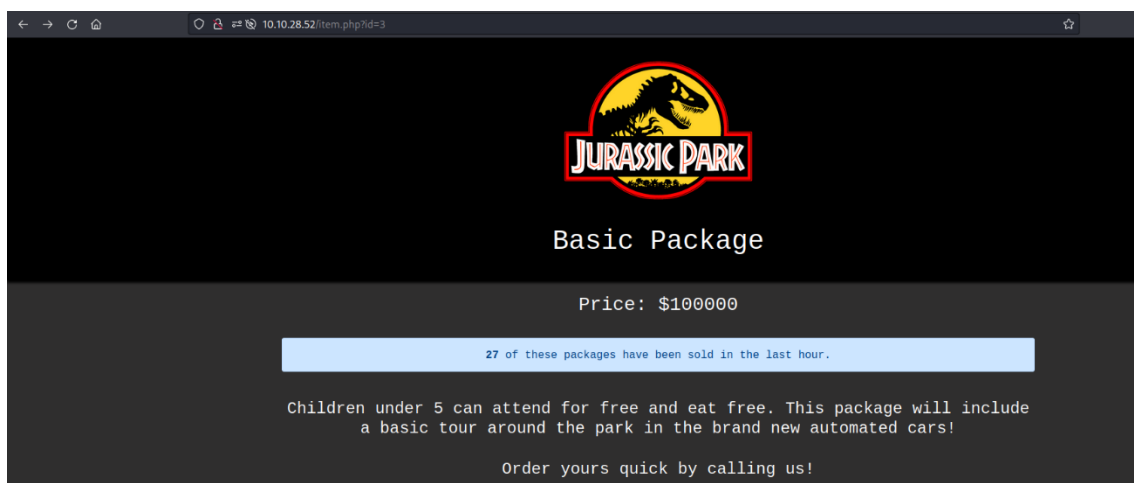 10.10.28.52/item.php?id=3
JURASSIC PARK
Basic Package
Price: $100000
27 of these packages have been sold in the last hour.
Children under 5 can attend for free and eat free. This package will include
a basic tour around the park in the brand new automated cars!
Order yours quick by calling us!